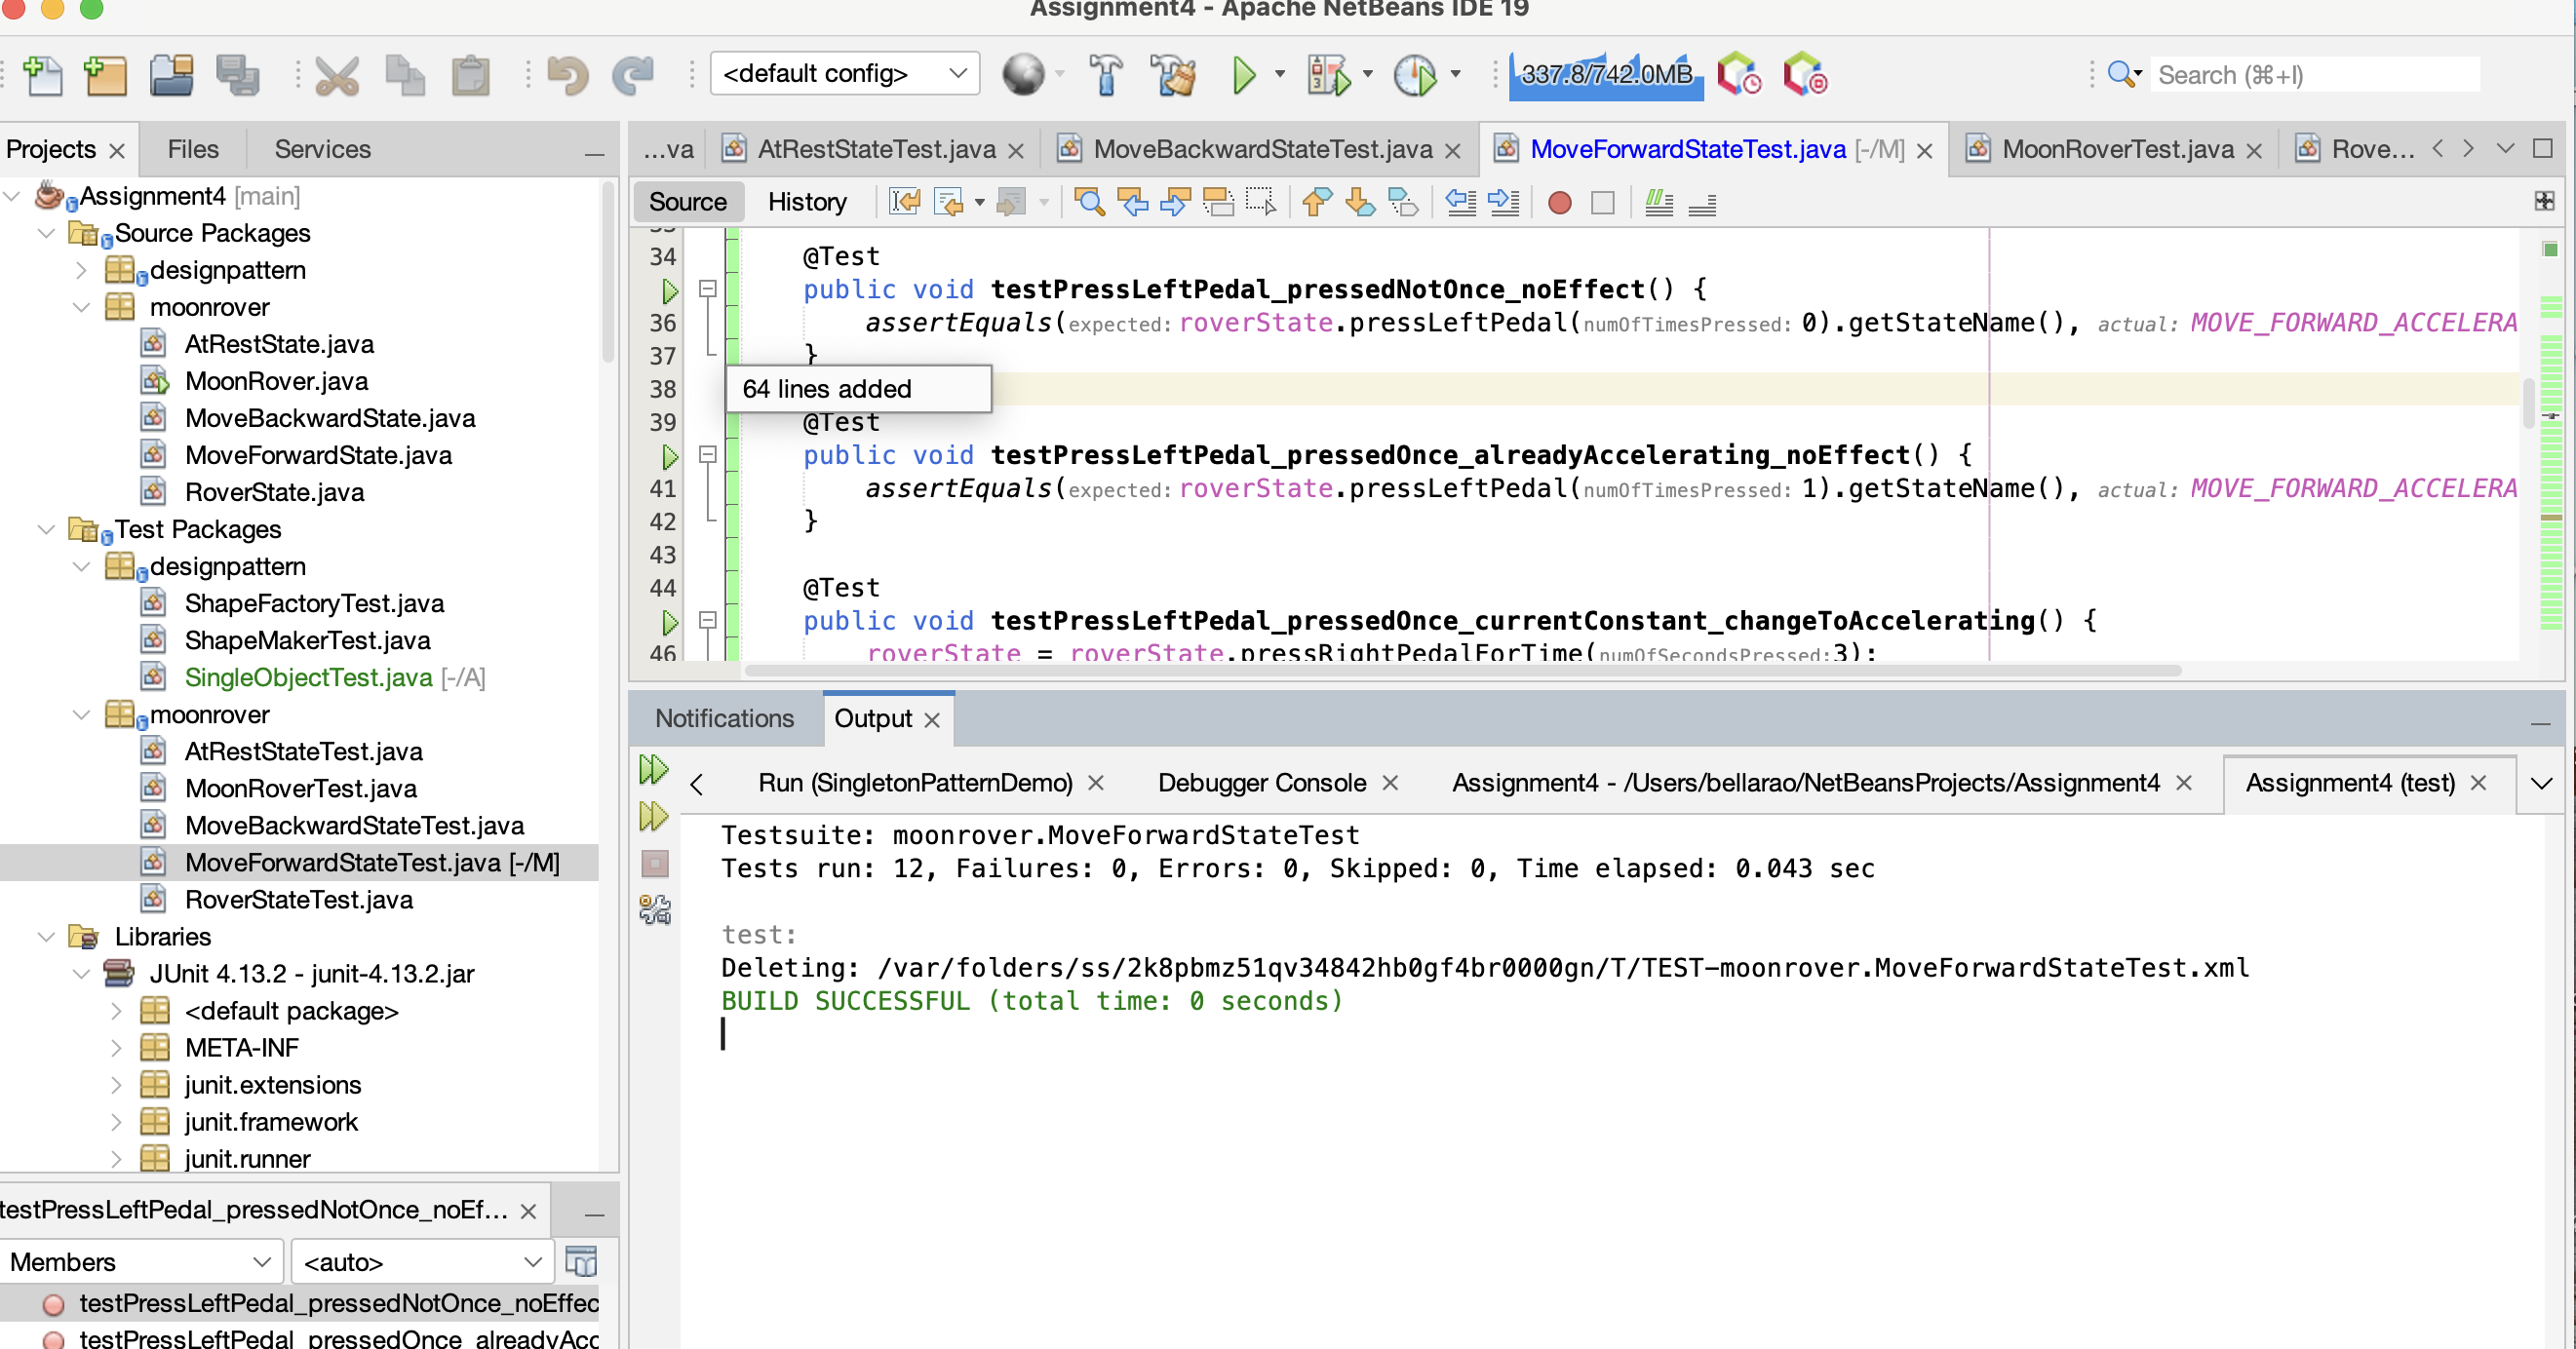 Assignment4 - Apache NetBeans IDE 19
<default config>
337.8/742.0MB
Search (⌘+I)
Projects
Files
Services
...va
AtRestStateTest.java
MoveBackwardStateTest.java
MoveForwardStateTest.java [-/M]
MoonRoverTest.java
Rove...
Source
History
Assignment4 [main]
Source Packages
designpattern
moonrover
AtRestState.java
MoonRover.java
MoveBackwardState.java
MoveForwardState.java
RoverState.java
Test Packages
designpattern
ShapeFactoryTest.java
ShapeMakerTest.java
SingleObjectTest.java [-/A]
moonrover
AtRestStateTest.java
MoonRoverTest.java
MoveBackwardStateTest.java
MoveForwardStateTest.java [-/M]
RoverStateTest.java
Libraries
JUnit 4.13.2 - junit-4.13.2.jar
<default package>
META-INF
junit.extensions
junit.framework
junit.runner
34 @Test
public void testPressLeftPedal_pressedNotOnce_noEffect() {
36 assertEquals(expected: roverState.pressLeftPedal(numOfTimesPressed: 0).getStateName(), actual: MOVE_FORWARD_ACCELERA
37 }
38
64 lines added
39 @Test
public void testPressLeftPedal_pressedOnce_alreadyAccelerating_noEffect() {
41 assertEquals(expected: roverState.pressLeftPedal(numOfTimesPressed: 1).getStateName(), actual: MOVE_FORWARD_ACCELERA
42 }
43
44 @Test
public void testPressLeftPedal_pressedOnce_currentConstant_changeToAccelerating() {
46 roverState = roverState.pressRightPedalForTime(numOfSecondsPressed:3);
Notifications
Output
Run (SingletonPatternDemo)
Debugger Console
Assignment4 - /Users/bellarao/NetBeansProjects/Assignment4
Assignment4 (test)
Testsuite: moonrover.MoveForwardStateTest
Tests run: 12, Failures: 0, Errors: 0, Skipped: 0, Time elapsed: 0.043 sec
test:
Deleting: /var/folders/ss/2k8pbmz51qv34842hb0gf4br0000gn/T/TEST-moonrover.MoveForwardStateTest.xml
BUILD SUCCESSFUL (total time: 0 seconds)
testPressLeftPedal_pressedNotOnce_noEf...
Members
<auto>
testPressLeftPedal_pressedNotOnce_noEffec
testPressLeftPedal_pressedOnce_alreadyAcc